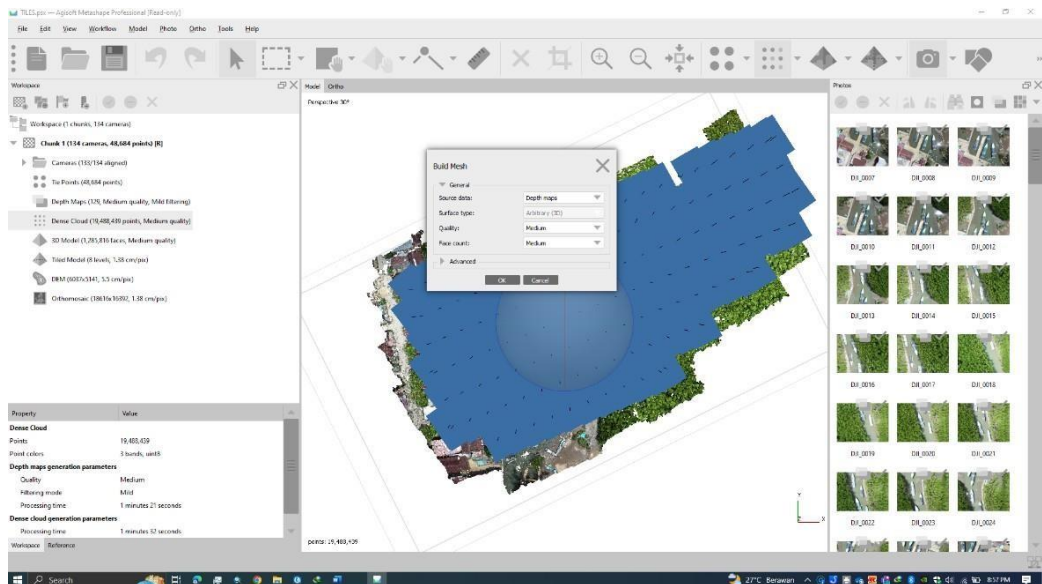 TILES.psx — Agisoft Metashape Professional [Read-only]
File Edit View Workflow Model Photo Ortho Tools Help
Workspace
Workspace (1 chunks, 134 cameras)
Chunk 1 (134 cameras, 48,684 points) [R]
Cameras (133/134 aligned)
Tie Points (48,684 points)
Depth Maps (129, Medium quality, Mild filtering)
Dense Cloud (19,488,439 points, Medium quality)
3D Model (1,285,816 faces, Medium quality)
Tiled Model (8 levels, 1.38 cm/pix)
DEM (6087x5141, 5.5 cm/pix)
Orthomosaic (18616x16392, 1.38 cm/pix)
Property Value
Dense Cloud
Points 19,488,439
Point colors 3 bands, uint8
Depth maps generation parameters
Quality Medium
Filtering mode Mild
Processing time 1 minutes 21 seconds
Dense cloud generation parameters
Processing time 1 minutes 32 seconds
Workspace Reference
Model Ortho
Perspective 30°
Build Mesh
General
Source data: Depth maps
Surface type: Arbitrary (3D)
Quality: Medium
Face count: Medium
Advanced
OK Cancel
Y
X
points: 19,488,439
Photos
DJI_0007 DJI_0008 DJI_0009
DJI_0010 DJI_0011 DJI_0012
DJI_0013 DJI_0014 DJI_0015
DJI_0016 DJI_0017 DJI_0018
DJI_0019 DJI_0020 DJI_0021
DJI_0022 DJI_0023 DJI_0024
Search
27°C Berawan
8:57 PM